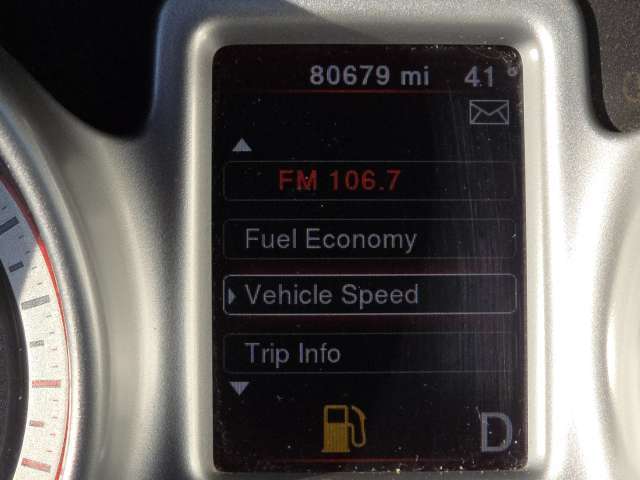 80679 mi 41°
FM 106.7
Fuel Economy
Vehicle Speed
Trip Info
D